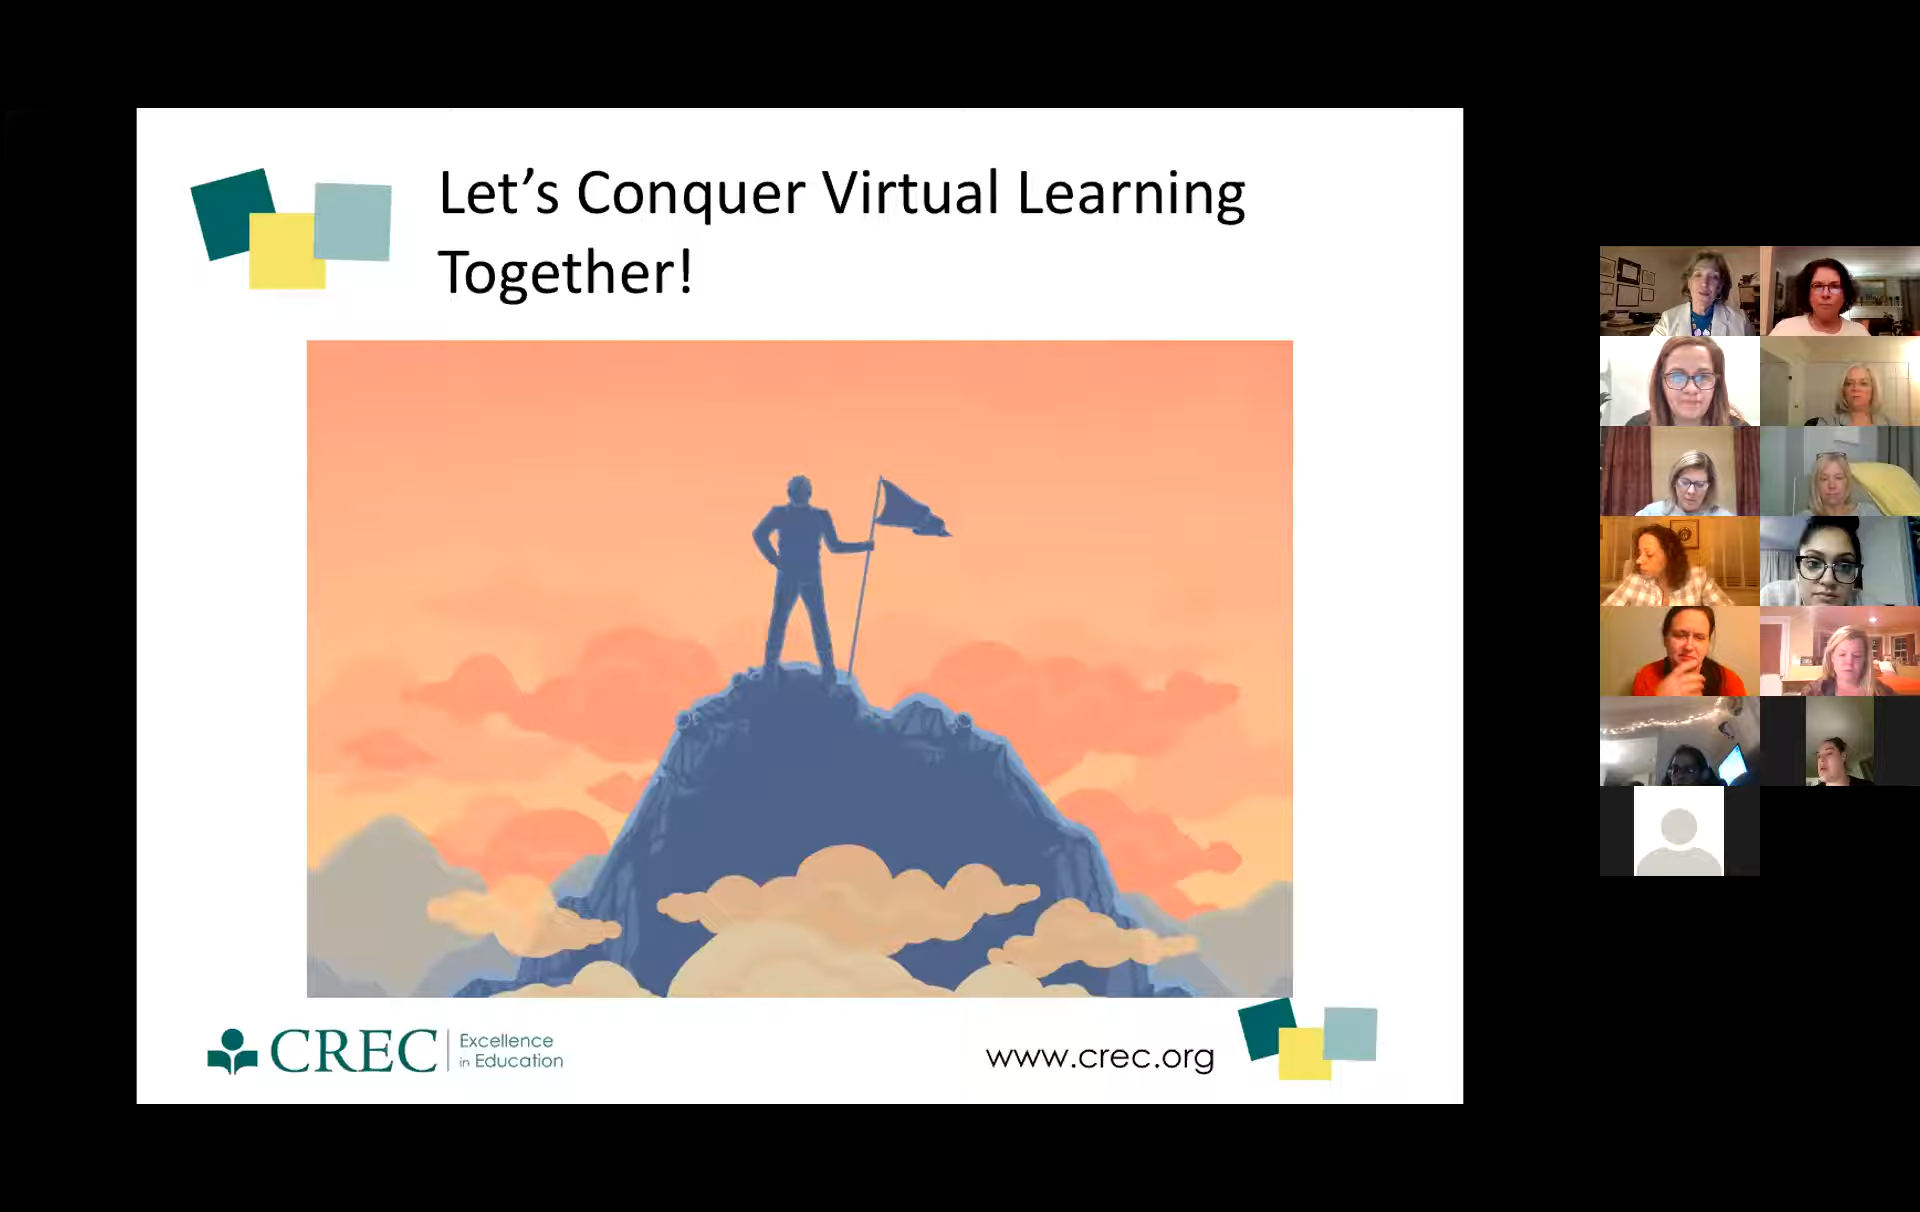 Let’s Conquer Virtual Learning
Together!
CREC
Excellence
in Education
www.crec.org